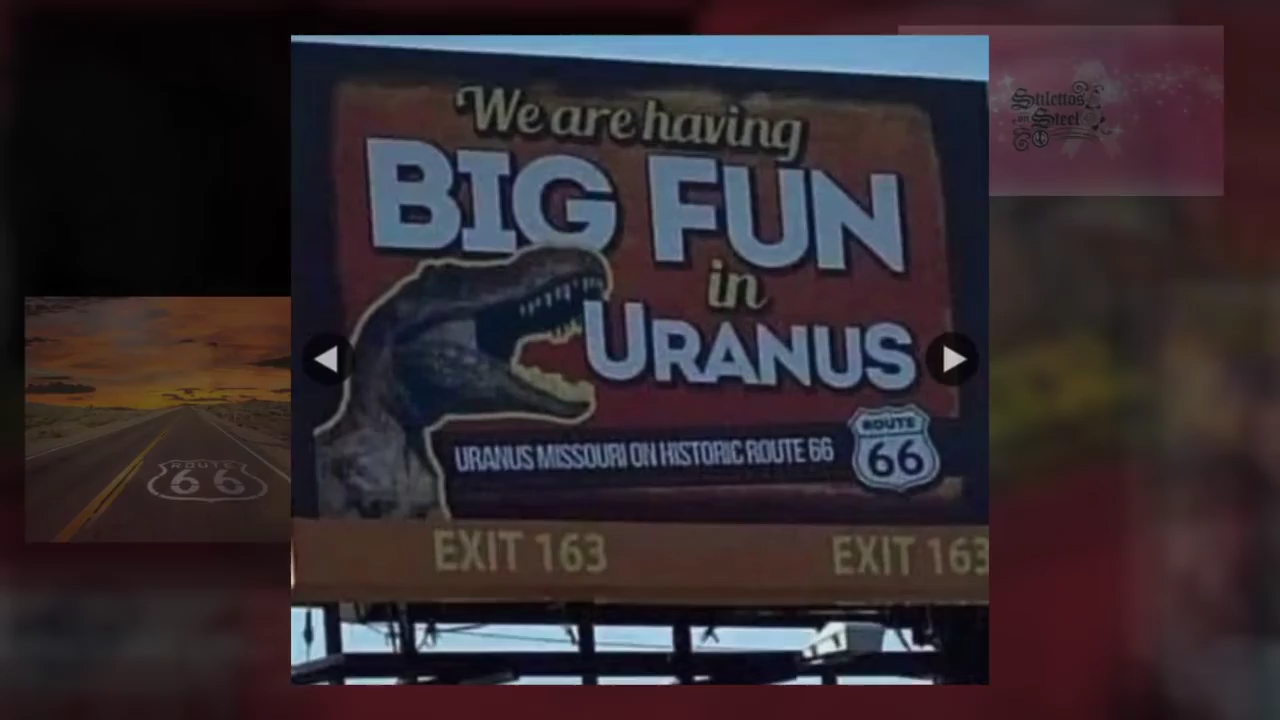 We are having
BIG FUN
in
URANUS
URANUS MISSOURI ON HISTORIC ROUTE 66
ROUTE
66
EXIT 163
EXIT 163
Stilettos
on
Steel
ROUTE
66